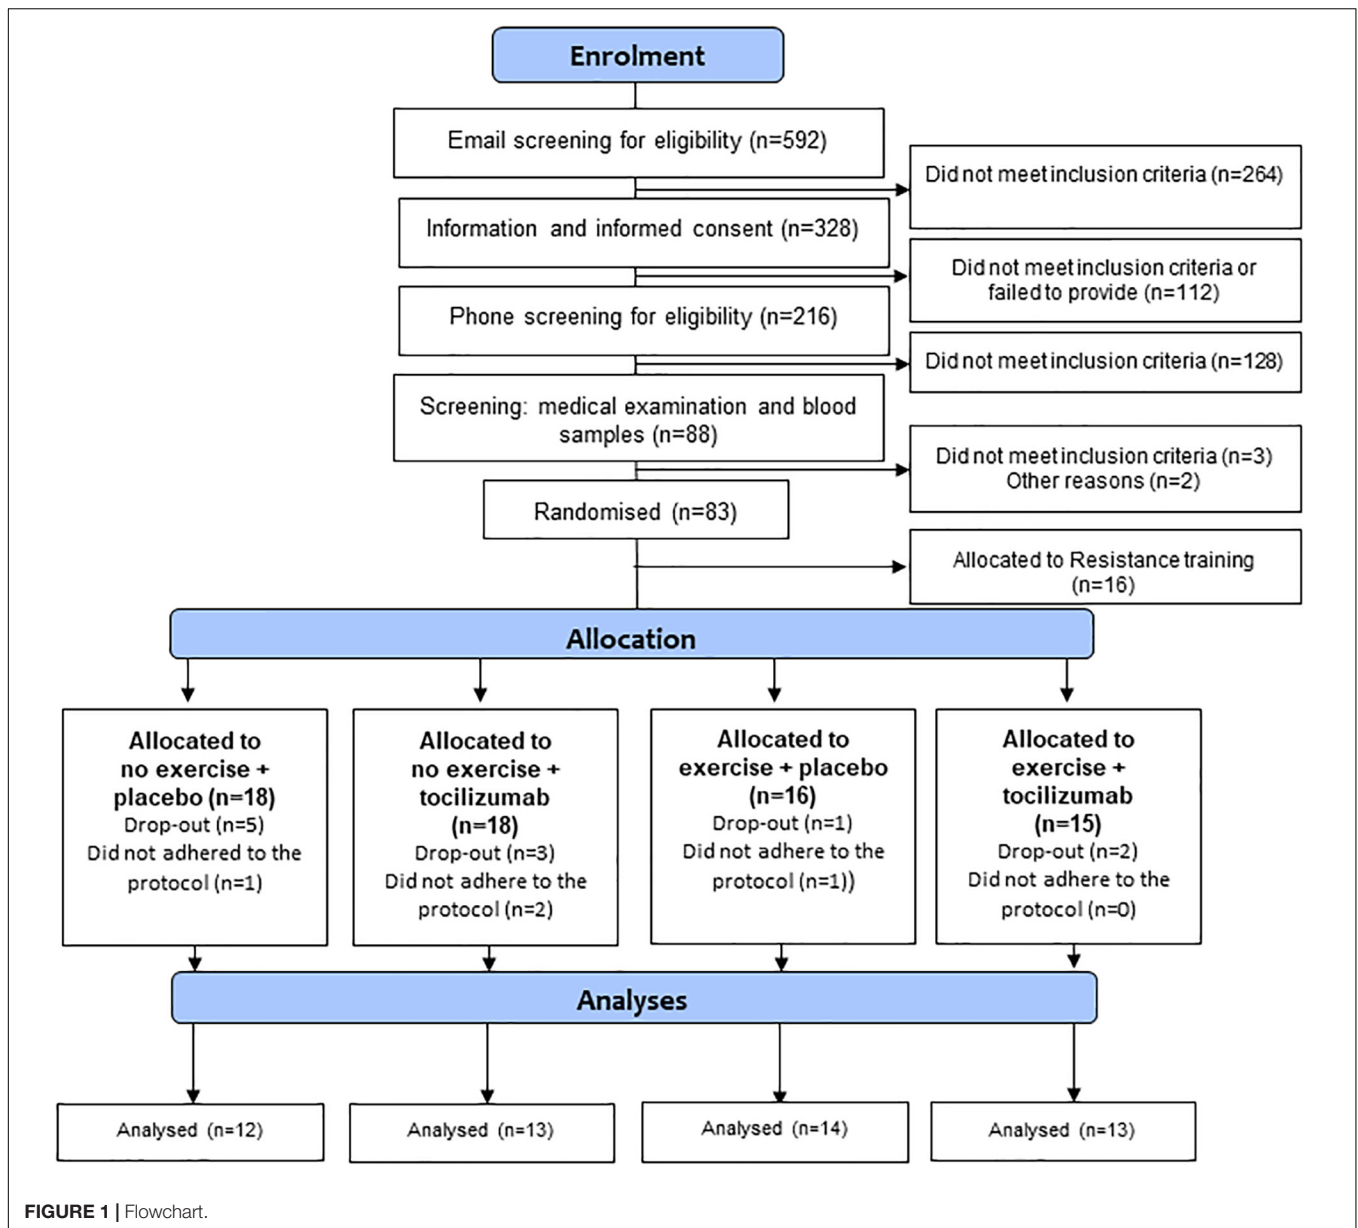 Enrolment
Email screening for eligibility (n=592)
Did not meet inclusion criteria (n=264)
Information and informed consent (n=328)
Did not meet inclusion criteria or
failed to provide (n=112)
Phone screening for eligibility (n=216)
Did not meet inclusion criteria (n=128)
Screening: medical examination and blood
samples (n=88)
Did not meet inclusion criteria (n=3)
Other reasons (n=2)
Randomised (n=83)
Allocated to Resistance training
(n=16)
Allocation
Allocated to
no exercise +
placebo (n=18)
Drop-out (n=5)
Did not adhered to the
protocol (n=1)
Allocated to
no exercise +
tocilizumab
(n=18)
Drop-out (n=3)
Did not adhere to the
protocol (n=2)
Allocated to
exercise + placebo
(n=16)
Drop-out (n=1)
Did not adhere to the
protocol (n=1))
Allocated to
exercise +
tocilizumab
(n=15)
Drop-out (n=2)
Did not adhere to the
protocol (n=0)
Analyses
Analysed (n=12)
Analysed (n=13)
Analysed (n=14)
Analysed (n=13)
FIGURE 1 | Flowchart.